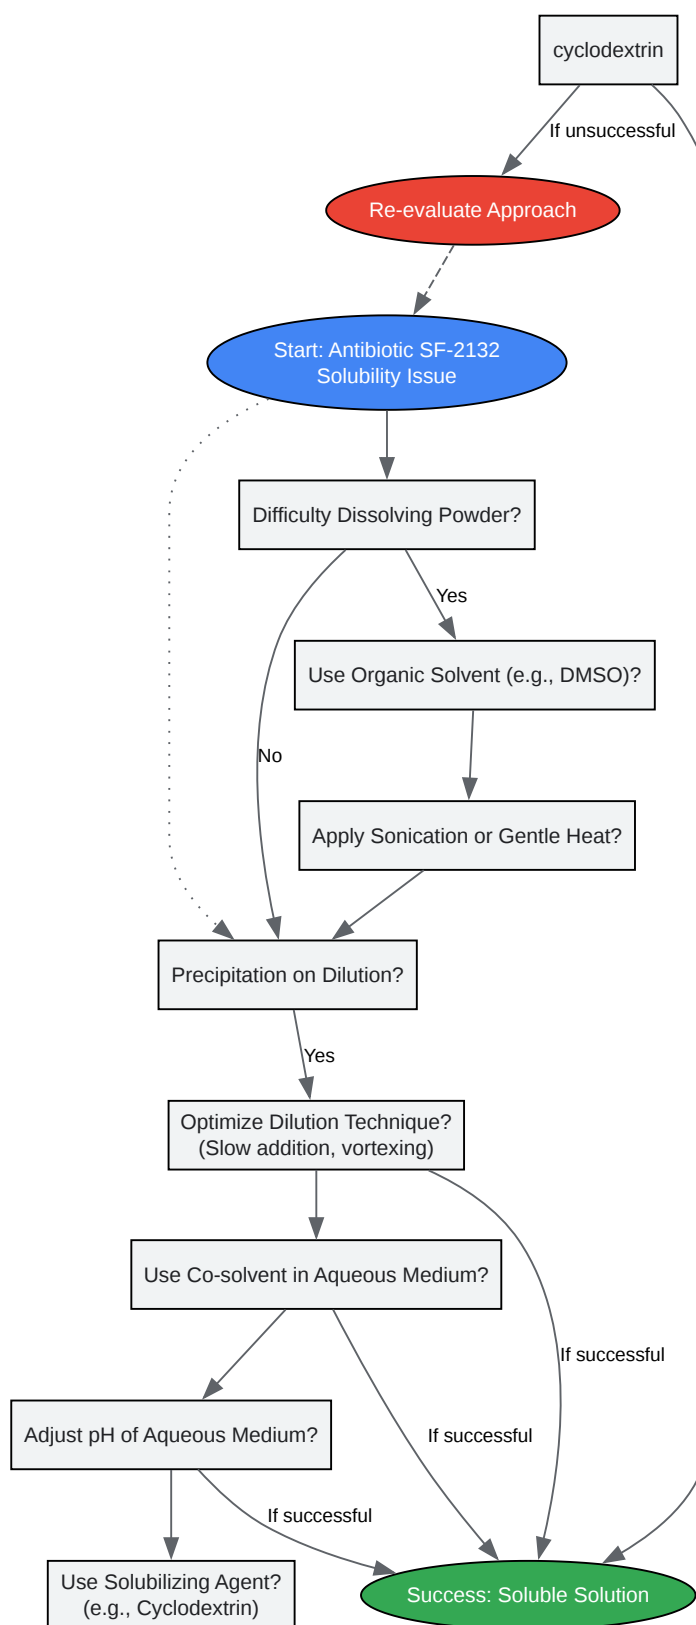 cyclodextrin
If unsuccessful
Re-evaluate Approach
Start: Antibiotic SF-2132
Solubility Issue
Difficulty Dissolving Powder?
Yes
Use Organic Solvent (e.g., DMSO)?
No
Apply Sonication or Gentle Heat?
Precipitation on Dilution?
Yes
Optimize Dilution Technique?
(Slow addition, vortexing)
Use Co-solvent in Aqueous Medium?
If successful
Adjust pH of Aqueous Medium?
If successful
If successful
Use Solubilizing Agent?
(e.g., Cyclodextrin)
Success: Soluble Solution